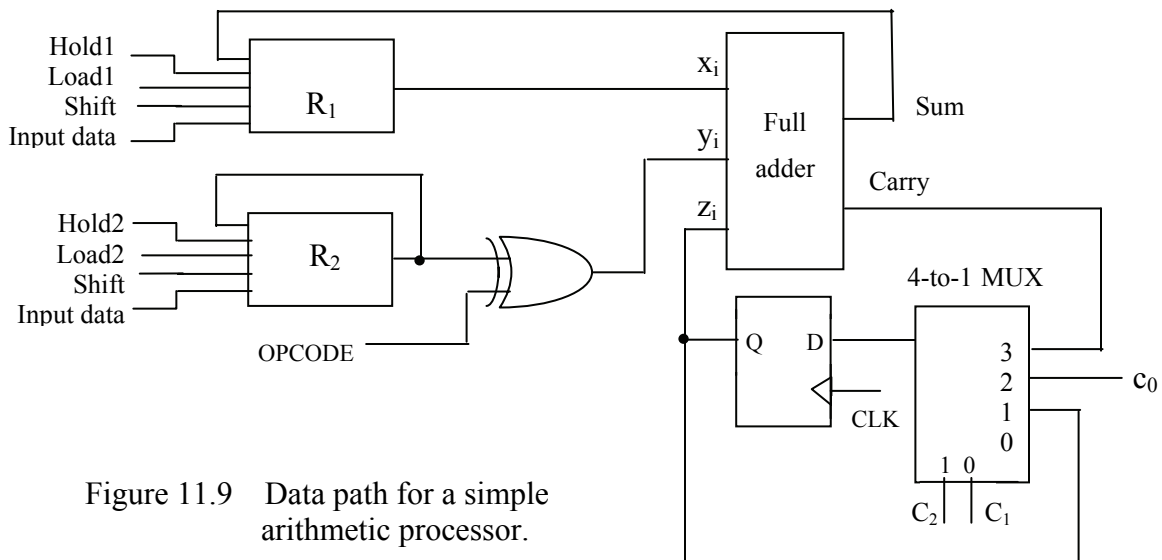 Hold1
Load1
Shift
Input data
R₁
Hold2
Load2
Shift
Input data
R₂
OPCODE
xᵢ
yᵢ
zᵢ
Full
adder
Sum
Carry
4-to-1 MUX
Q D
CLK
3
2
1
0
c₀
1 0
C₂ C₁
Figure 11.9 Data path for a simple
arithmetic processor.